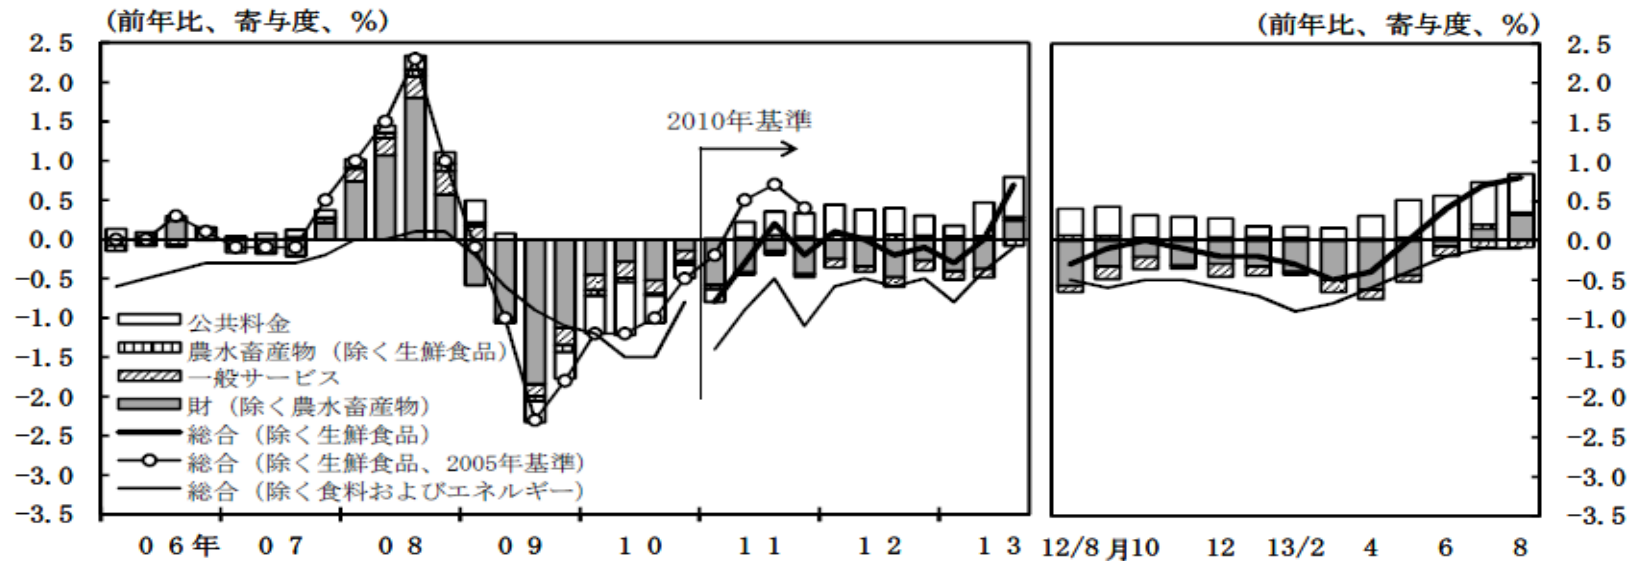 (前年比、寄与度、%)
(前年比、寄与度、%)
2.5
2.0
1.5
1.0
0.5
0.0
-0.5
-1.0
-1.5
-2.0
-2.5
-3.0
-3.5
2010年基準
公共料金
農水畜産物(除く生鮮食品)
一般サービス
財(除く農水畜産物)
総合(除く生鮮食品)
総合(除く生鮮食品、2005年基準)
総合(除く食料およびエネルギー)
06年 07 08 09 10 11 12 13
12/8月10 12 13/2 4 6 8
2.5
2.0
1.5
1.0
0.5
0.0
-0.5
-1.0
-1.5
-2.0
-2.5
-3.0
-3.5